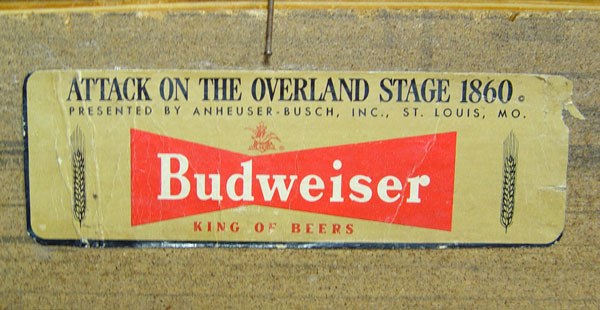 ATTACK ON THE OVERLAND STAGE 1860 ©
PRESENTED BY ANHEUSER-BUSCH, INC., ST. LOUIS, MO.
Budweiser
KING OF BEERS